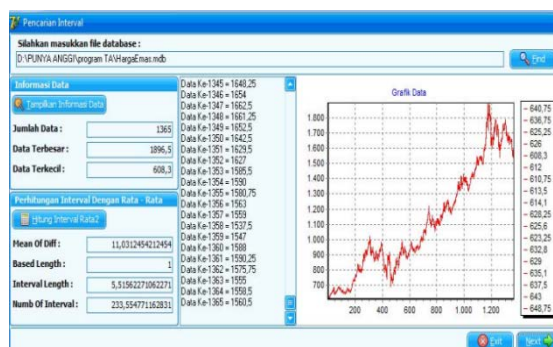 Pencarian Interval
Silahkan masukkan file database :
D:\PUNYA ANGGI\program TA\HargaEmas.mdb
Find
Informasi Data
Tampilkan Informasi Data
Jumlah Data :
1365
Data Terbesar :
1896,5
Data Terkecil :
608,3
Perhitungan Interval Dengan Rata - Rata
Hitung Interval Rata2
Mean Of Diff :
11,0312454212454
Based Length :
1
Interval Length :
5,51562271062271
Numb Of Interval :
233,554771162831
Data Ke-1345 = 1648,25
Data Ke-1346 = 1654
Data Ke-1347 = 1662,5
Data Ke-1348 = 1661,25
Data Ke-1349 = 1652,5
Data Ke-1350 = 1642,5
Data Ke-1351 = 1629,5
Data Ke-1352 = 1627
Data Ke-1353 = 1585,5
Data Ke-1354 = 1590
Data Ke-1355 = 1580,75
Data Ke-1356 = 1563
Data Ke-1357 = 1559
Data Ke-1358 = 1537,5
Data Ke-1359 = 1547
Data Ke-1360 = 1588
Data Ke-1361 = 1590,25
Data Ke-1362 = 1575,75
Data Ke-1363 = 1555
Data Ke-1364 = 1558,5
Data Ke-1365 = 1560,5
Grafik Data
1.800
1.700
1.600
1.500
1.400
1.300
1.200
1.100
1.000
900
800
700
200
400
600
800
1.000
1.200
640,75
636,75
625,25
626
628,3
608,3
612
610,75
613,5
615,5
616,5
620,5
623,5
632,8
629
635,1
637,5
643
648,75
Exit
Next